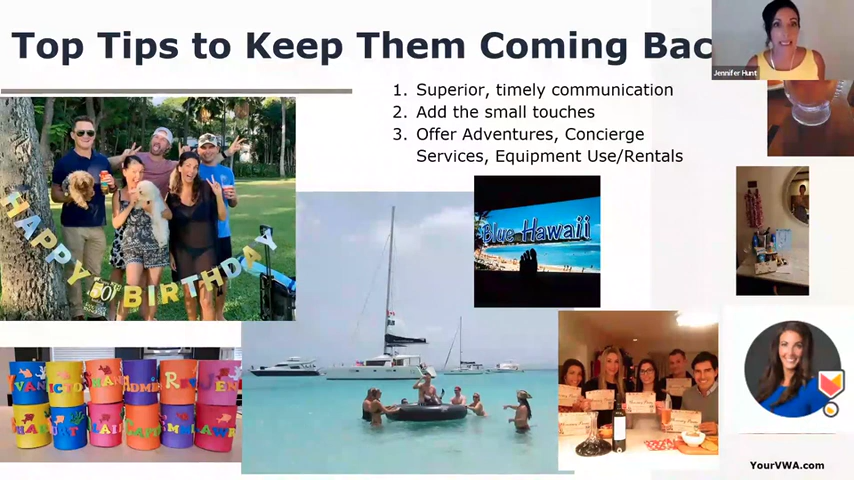 Top Tips to Keep Them Coming Bac
Jennifer Hunt
1. Superior, timely communication
2. Add the small touches
3. Offer Adventures, Concierge
Services, Equipment Use/Rentals
Blue Hawaii
HAPPY
50!
BIRTHDAY
YourVWA.com